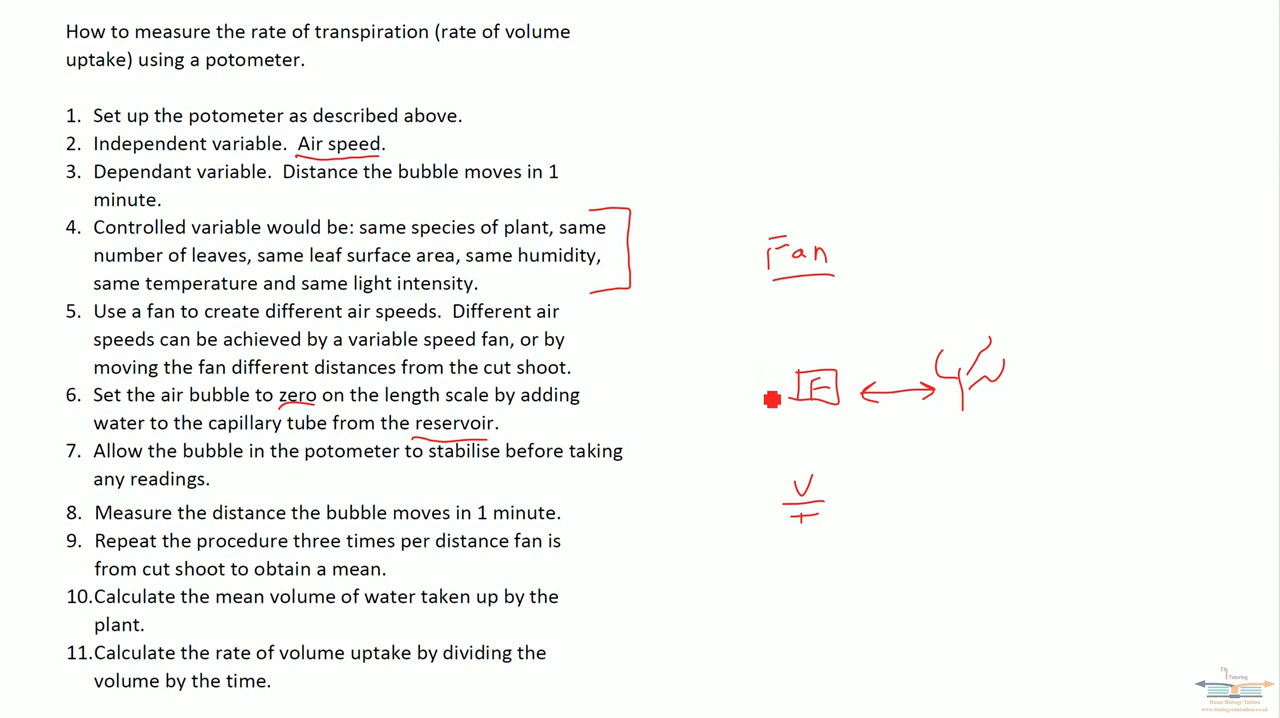 How to measure the rate of transpiration (rate of volume
uptake) using a potometer.
1. Set up the potometer as described above.
2. Independent variable. Air speed.
3. Dependant variable. Distance the bubble moves in 1
minute.
4. Controlled variable would be: same species of plant, same
number of leaves, same leaf surface area, same humidity,
same temperature and same light intensity.
5. Use a fan to create different air speeds. Different air
speeds can be achieved by a variable speed fan, or by
moving the fan different distances from the cut shoot.
6. Set the air bubble to zero on the length scale by adding
water to the capillary tube from the reservoir.
7. Allow the bubble in the potometer to stabilise before taking
any readings.
8. Measure the distance the bubble moves in 1 minute.
9. Repeat the procedure three times per distance fan is
from cut shoot to obtain a mean.
10.Calculate the mean volume of water taken up by the
plant.
11.Calculate the rate of volume uptake by dividing the
volume by the time.
Fan
F
V
T
Tutoring
Home Biology Tuition
www.biologyeducation.co.uk